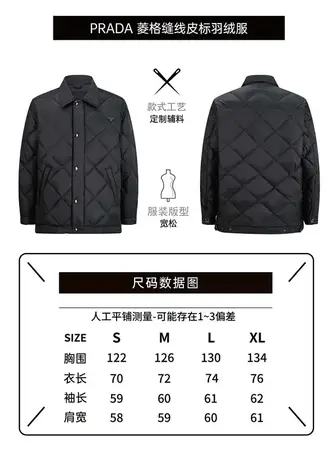 PRADA 菱格缝线皮标羽绒服
款式工艺
定制辅料
服装版型
宽松
尺码数据图
人工平铺测量-可能存在1~3偏差
SIZE S M L XL
胸围 122 126 130 134
衣长 70 72 74 76
袖长 59 60 61 62
肩宽 58 59 60 61